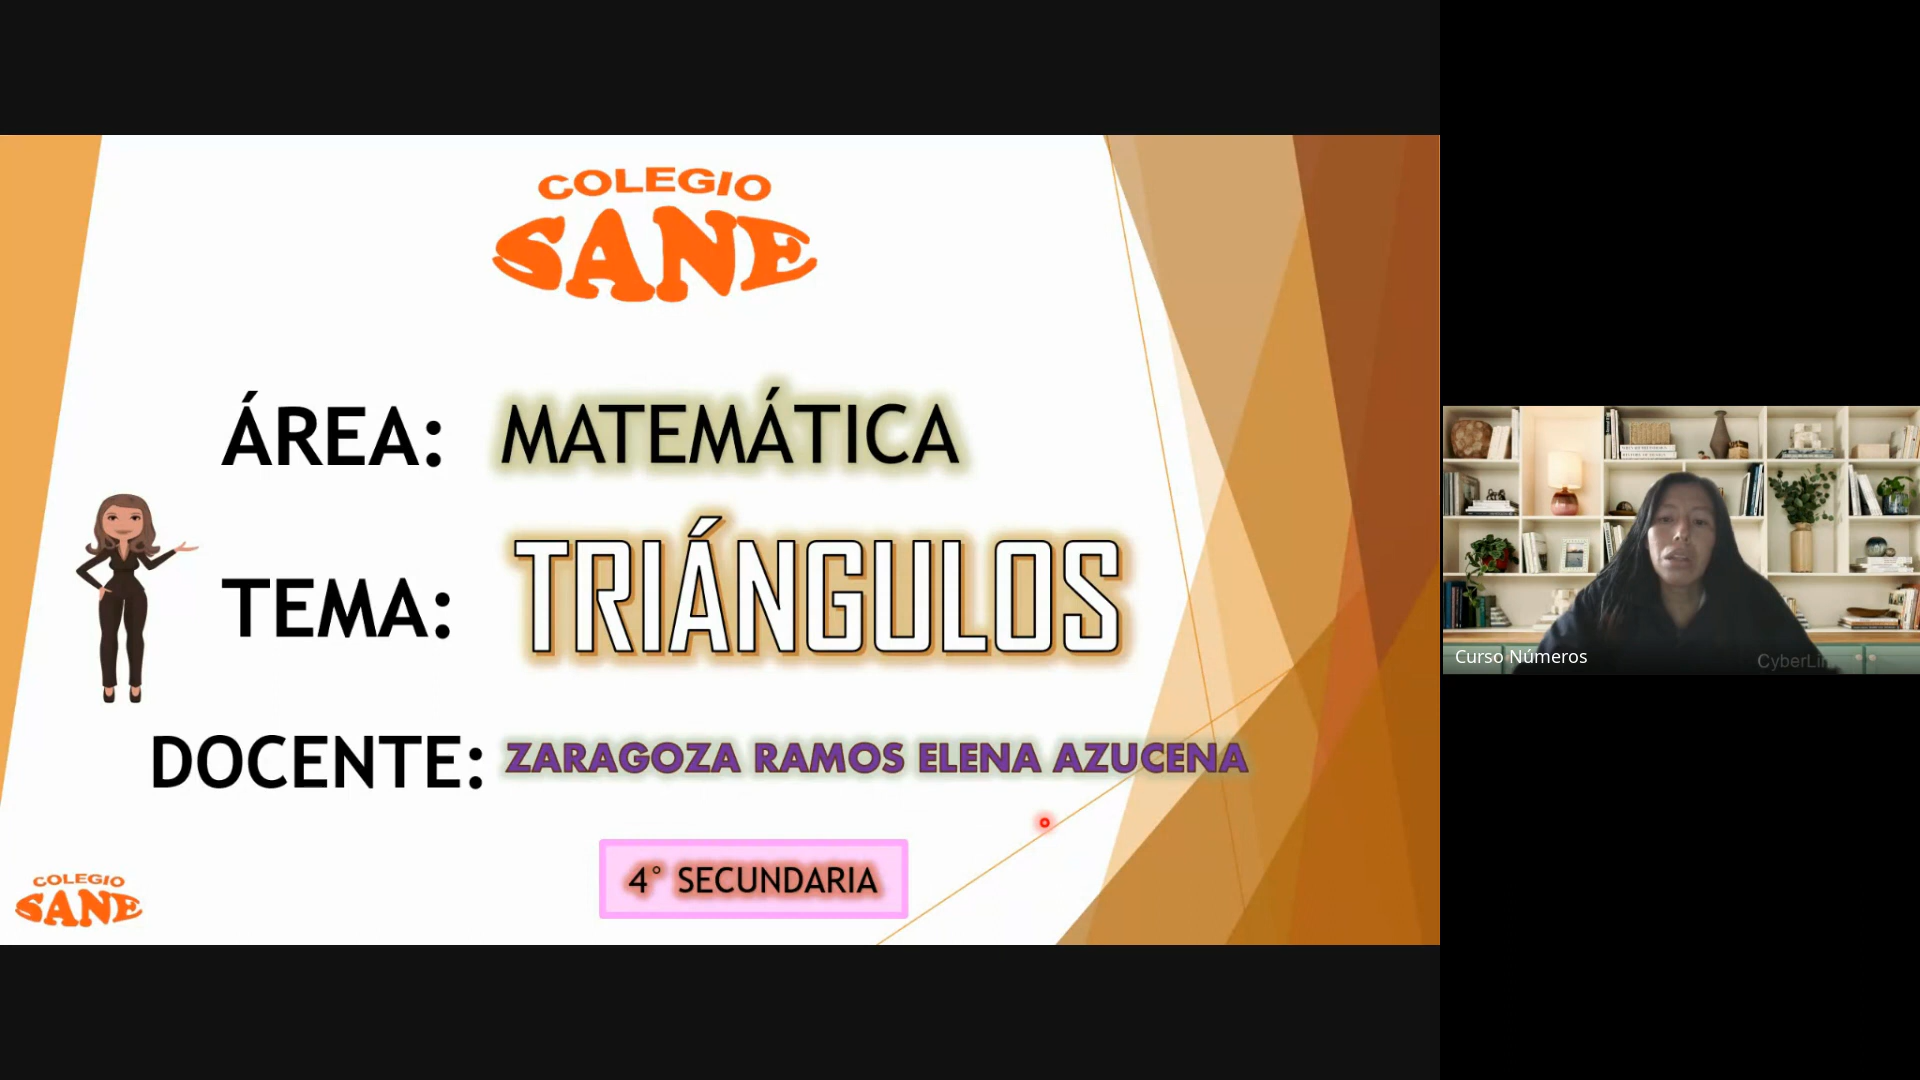 COLEGIO
SANE
ÁREA: MATEMÁTICA
TEMA: TRIÁNGULOS
DOCENTE: ZARAGOZA RAMOS ELENA AZUCENA
4° SECUNDARIA
COLEGIO
SANE
Curso Números